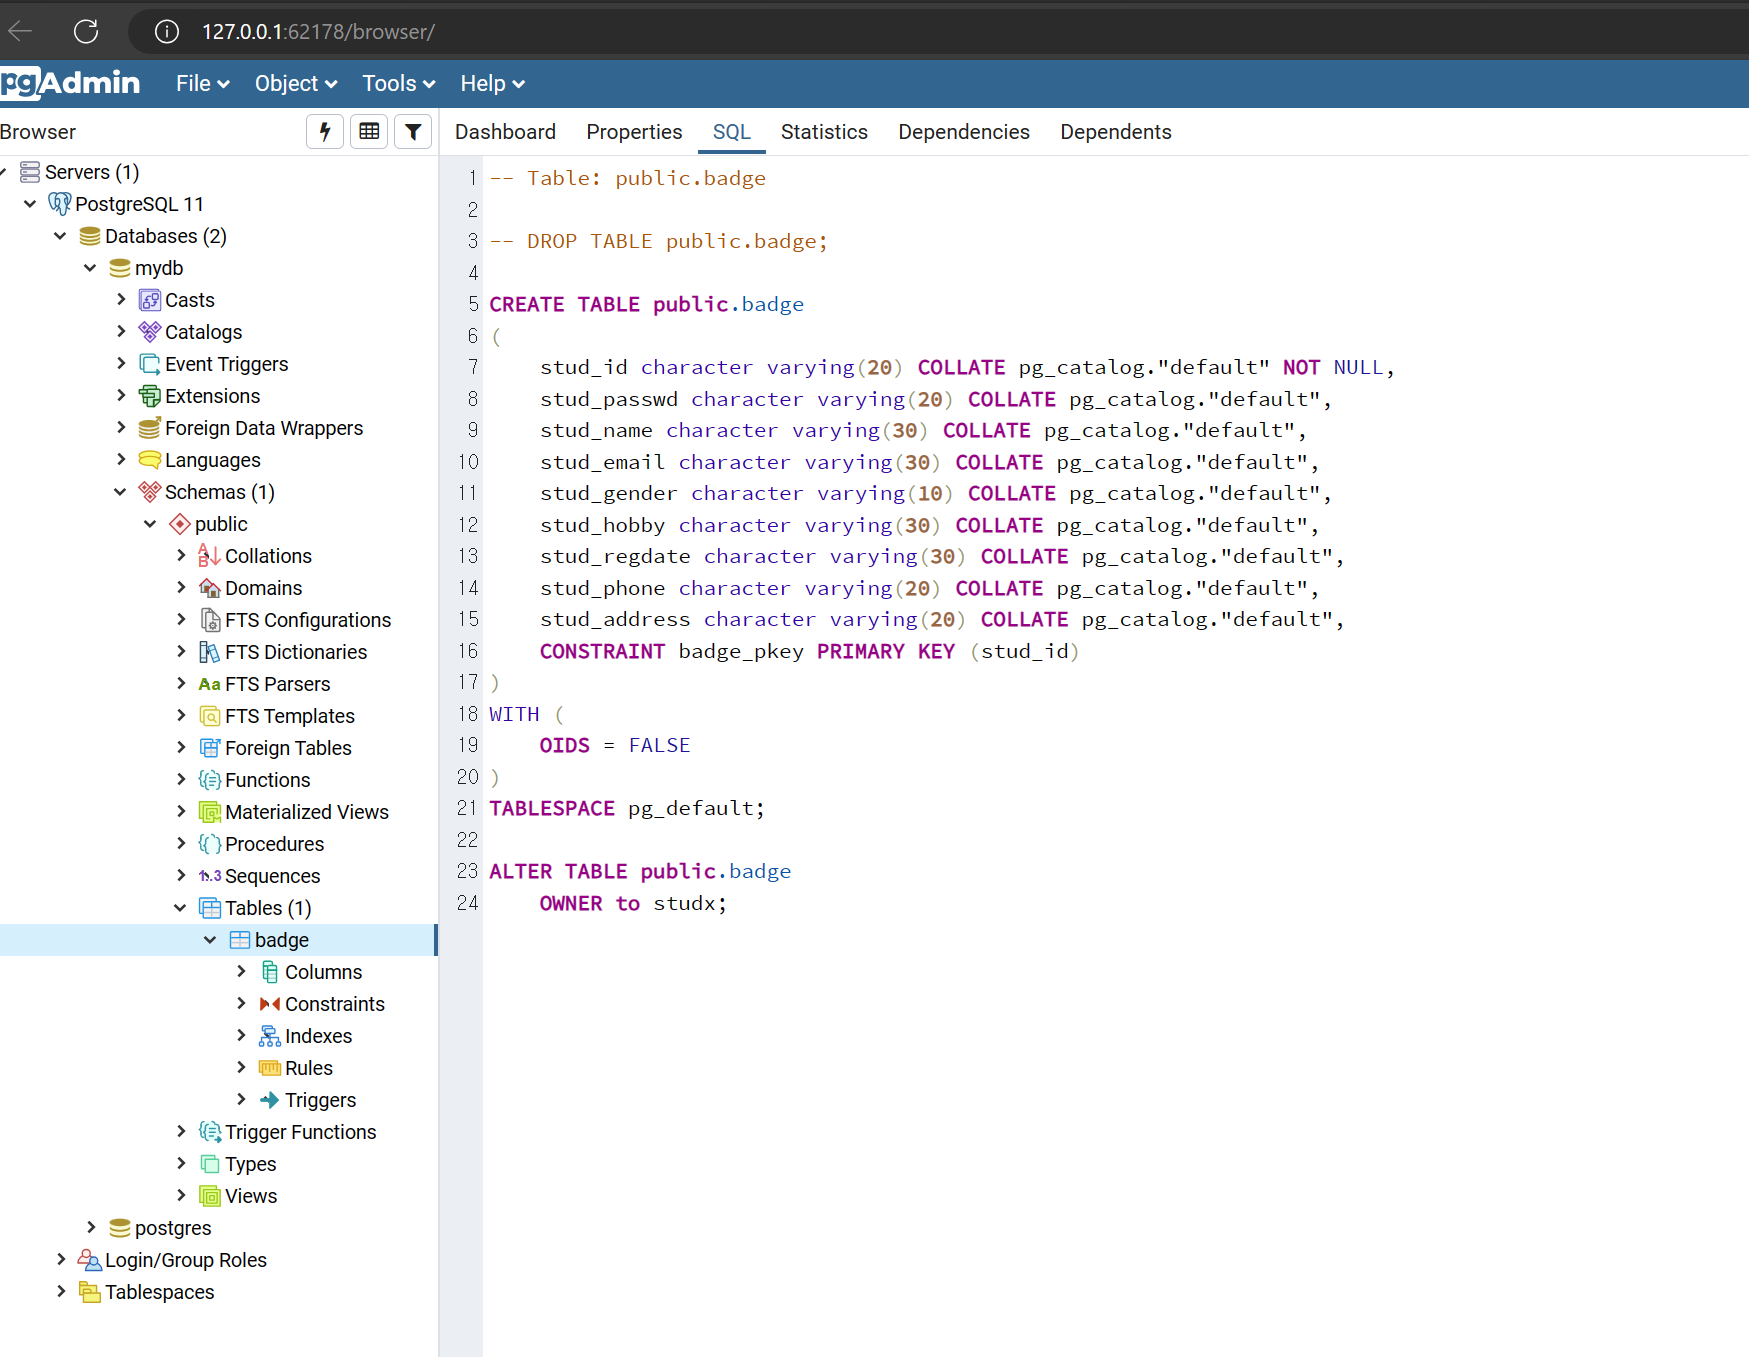 127.0.0.1:62178/browser/
pgAdmin File Object Tools Help
Browser
Dashboard Properties SQL Statistics Dependencies Dependents
Servers (1)
PostgreSQL 11
Databases (2)
mydb
Casts
Catalogs
Event Triggers
Extensions
Foreign Data Wrappers
Languages
Schemas (1)
public
Collations
Domains
FTS Configurations
FTS Dictionaries
Aa FTS Parsers
FTS Templates
Foreign Tables
Functions
Materialized Views
Procedures
1..3 Sequences
Tables (1)
badge
Columns
Constraints
Indexes
Rules
Triggers
Trigger Functions
Types
Views
postgres
Login/Group Roles
Tablespaces
1 -- Table: public.badge
2
3 -- DROP TABLE public.badge;
4
5 CREATE TABLE public.badge
6 (
7     stud_id character varying(20) COLLATE pg_catalog."default" NOT NULL,
8     stud_passwd character varying(20) COLLATE pg_catalog."default",
9     stud_name character varying(30) COLLATE pg_catalog."default",
10     stud_email character varying(30) COLLATE pg_catalog."default",
11     stud_gender character varying(10) COLLATE pg_catalog."default",
12     stud_hobby character varying(30) COLLATE pg_catalog."default",
13     stud_regdate character varying(30) COLLATE pg_catalog."default",
14     stud_phone character varying(20) COLLATE pg_catalog."default",
15     stud_address character varying(20) COLLATE pg_catalog."default",
16     CONSTRAINT badge_pkey PRIMARY KEY (stud_id)
17 )
18 WITH (
19     OIDS = FALSE
20 )
21 TABLESPACE pg_default;
22
23 ALTER TABLE public.badge
24     OWNER to studx;